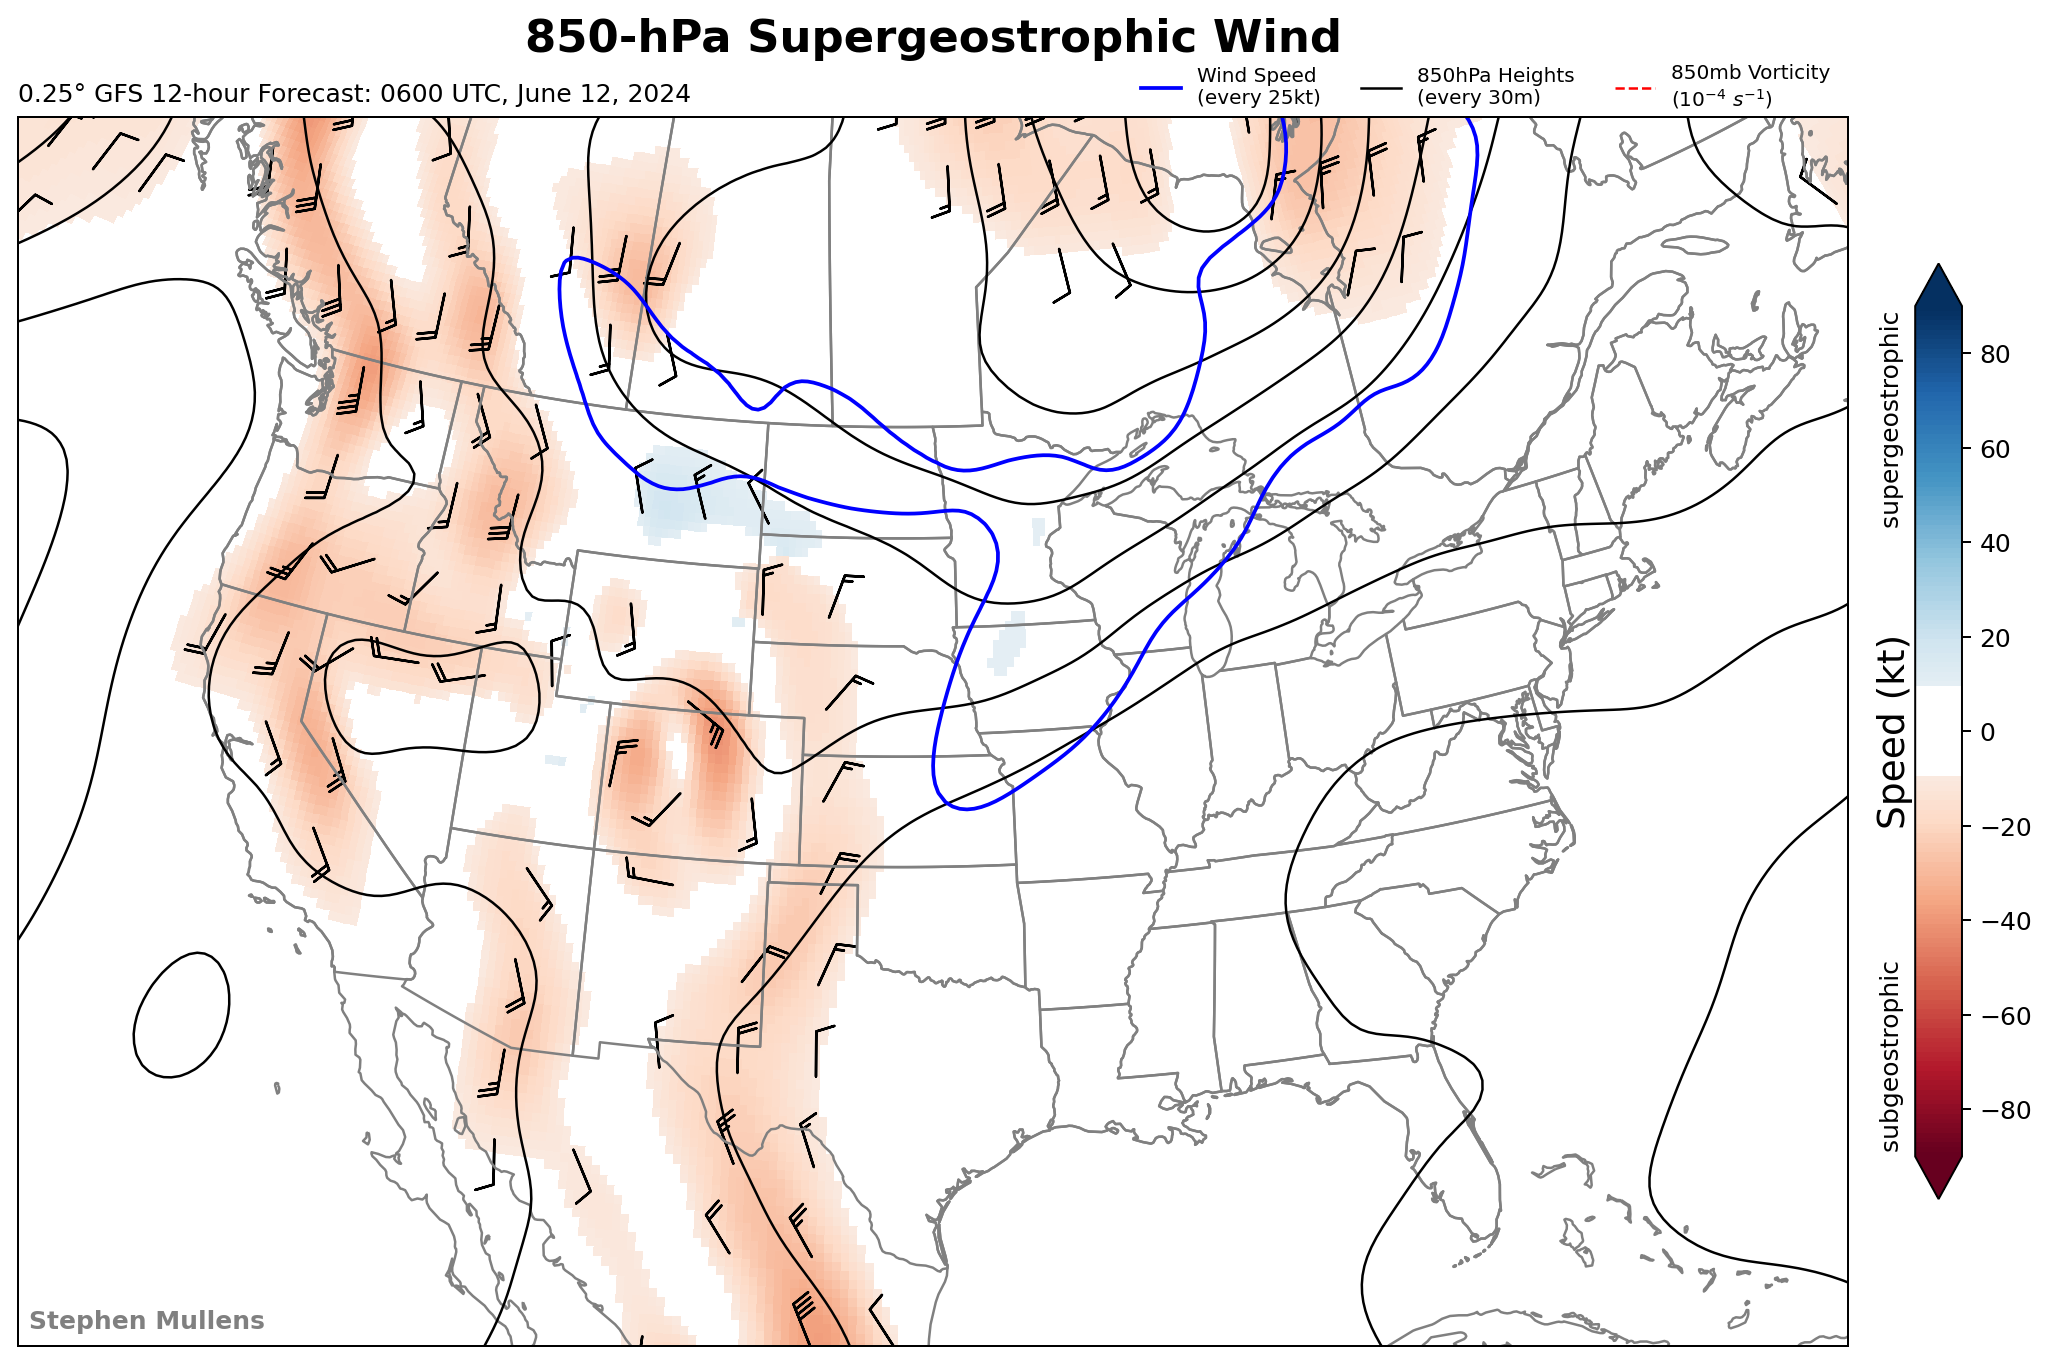 850-hPa Supergeostrophic Wind
0.25° GFS 12-hour Forecast: 0600 UTC, June 12, 2024
Wind Speed
(every 25kt)
850hPa Heights
(every 30m)
850mb Vorticity
(10⁻⁴ s⁻¹)
supergeostrophic
Speed (kt)
subgeostrophic
80
60
40
20
0
−20
−40
−60
−80
Stephen Mullens